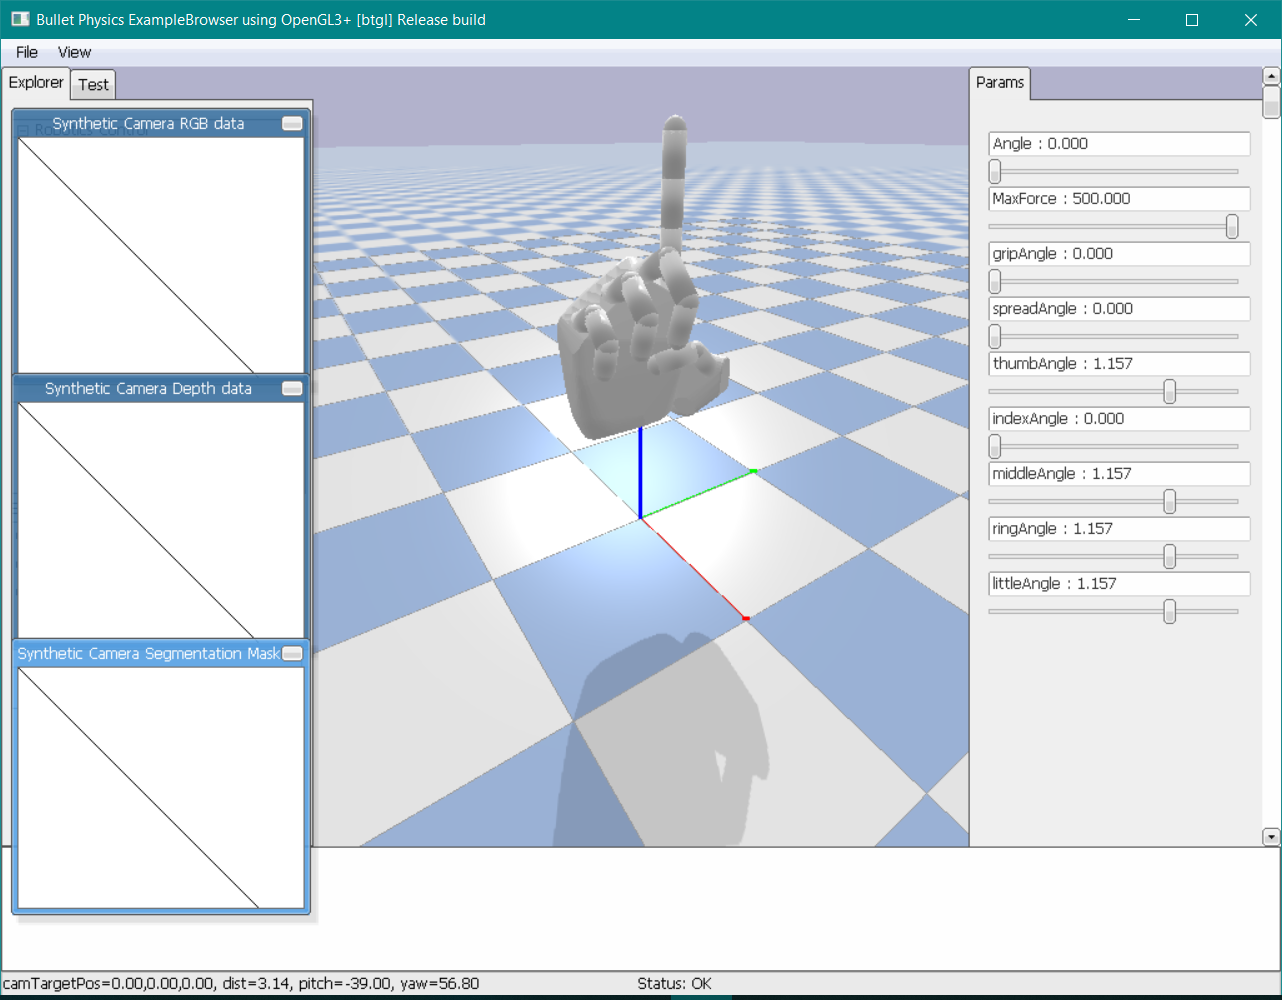 Bullet Physics ExampleBrowser using OpenGL3+ [btgl] Release build
File View
Explorer Test
Params
Synthetic Camera RGB data
Robotics Control
Synthetic Camera Depth data
Synthetic Camera Segmentation Mask
Angle : 0.000
MaxForce : 500.000
gripAngle : 0.000
spreadAngle : 0.000
thumbAngle : 1.157
indexAngle : 0.000
middleAngle : 1.157
ringAngle : 1.157
littleAngle : 1.157
camTargetPos=0.00,0.00,0.00, dist=3.14, pitch=-39.00, yaw=56.80
Status: OK